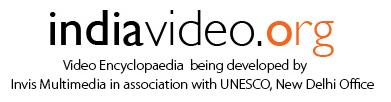 indiavideo.org
Video Encyclopaedia being developed by
Invis Multimedia in association with UNESCO, New Delhi Office